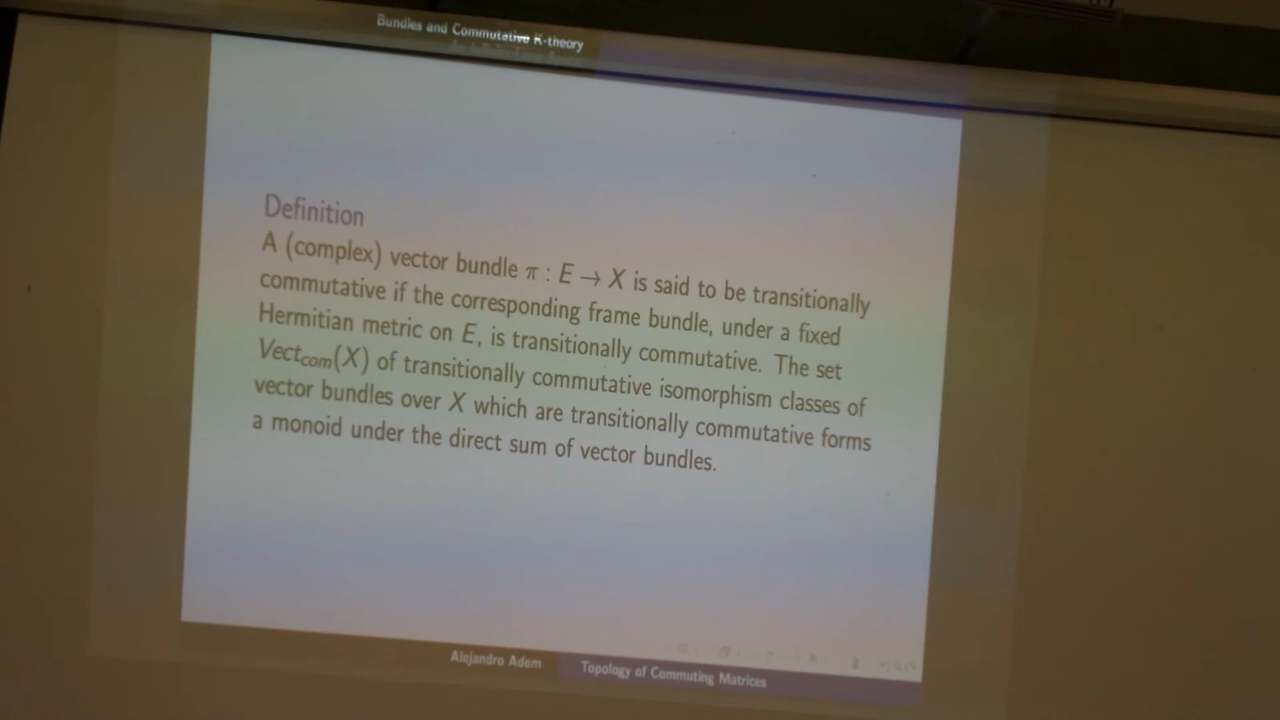 Bundles and Commutative K-theory
Definition
A (complex) vector bundle π : E → X is said to be transitionally
commutative if the corresponding frame bundle, under a fixed
Hermitian metric on E, is transitionally commutative. The set
Vectcom(X) of transitionally commutative isomorphism classes of
vector bundles over X which are transitionally commutative forms
a monoid under the direct sum of vector bundles.
Alejandro Adem
Topology of Commuting Matrices